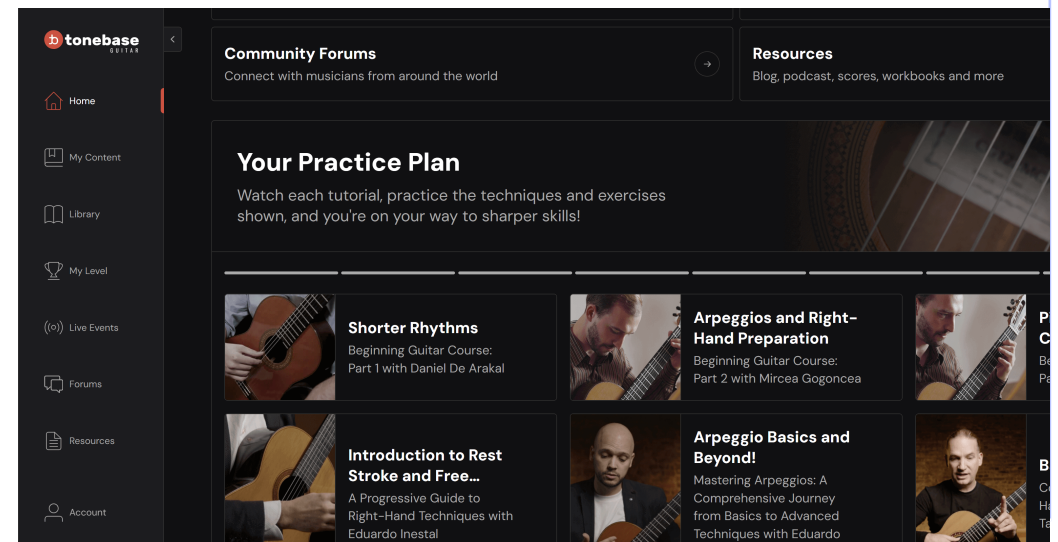 tonebase
GUITAR
Home
My Content
Library
My Level
Live Events
Forums
Resources
Account
Community Forums
Connect with musicians from around the world
Resources
Blog, podcast, scores, workbooks and more
Your Practice Plan
Watch each tutorial, practice the techniques and exercises
shown, and you're on your way to sharper skills!
Shorter Rhythms
Beginning Guitar Course:
Part 1 with Daniel De Arakal
Arpeggios and Right-
Hand Preparation
Beginning Guitar Course:
Part 2 with Mircea Gogoncea
Introduction to Rest
Stroke and Free...
A Progressive Guide to
Right-Hand Techniques with
Eduardo Inestal
Arpeggio Basics and
Beyond!
Mastering Arpeggios: A
Comprehensive Journey
from Basics to Advanced
Techniques with Eduardo